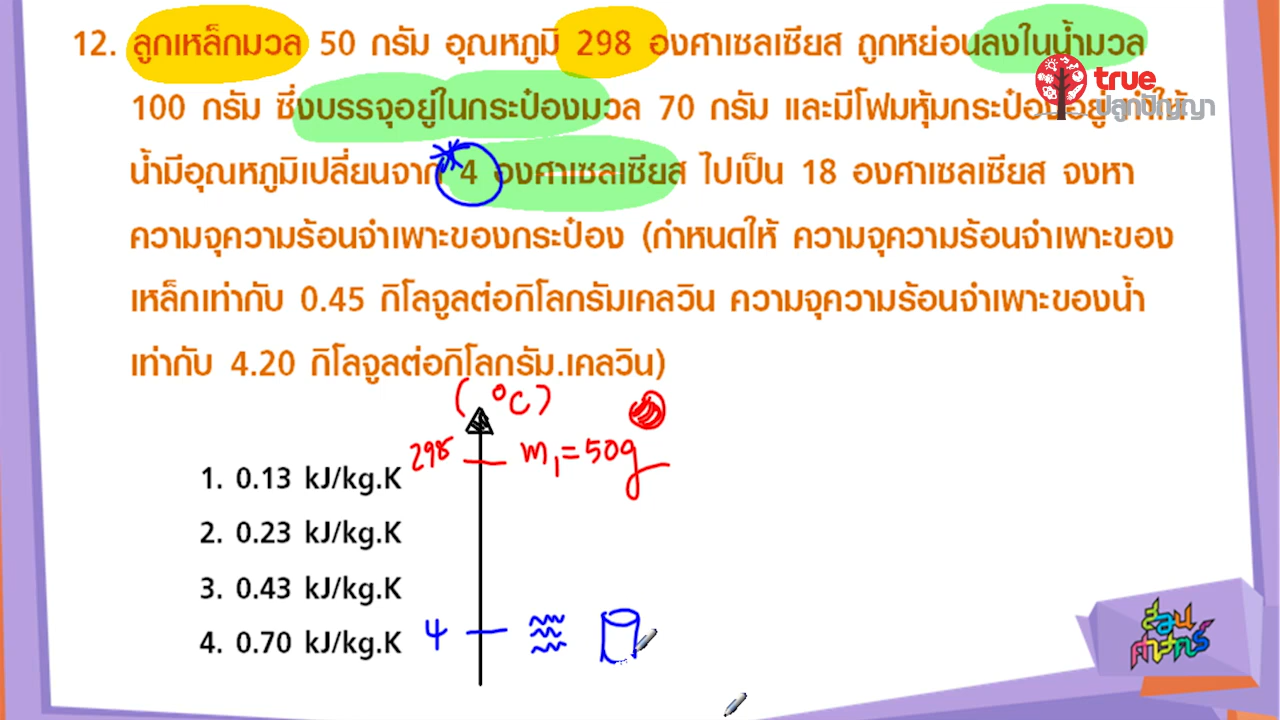 12. ลูกเหล็กมวล 50 กรัม อุณหภูมิ 298 องศาเซลเซียส ถูกหย่อนลงในน้ำมวล
true
ปลูกปัญญา
100 กรัม ซึ่งบรรจุอยู่ในกระป๋องมวล 70 กรัม และมีโฟมหุ้มกระป๋องอยู่ ทำให้
น้ำมีอุณหภูมิเปลี่ยนจาก 4 องศาเซลเซียส ไปเป็น 18 องศาเซลเซียส จงหา
ความจุความร้อนจำเพาะของกระป๋อง (กำหนดให้ ความจุความร้อนจำเพาะของ
เหล็กเท่ากับ 0.45 กิโลจูลต่อกิโลกรัมเคลวิน ความจุความร้อนจำเพาะของน้ำ
เท่ากับ 4.20 กิโลจูลต่อกิโลกรัม.เคลวิน)
(°C)
298 m₁=50g
1. 0.13 kJ/kg.K
2. 0.23 kJ/kg.K
3. 0.43 kJ/kg.K
4. 0.70 kJ/kg.K
4
สอนศาสตร์